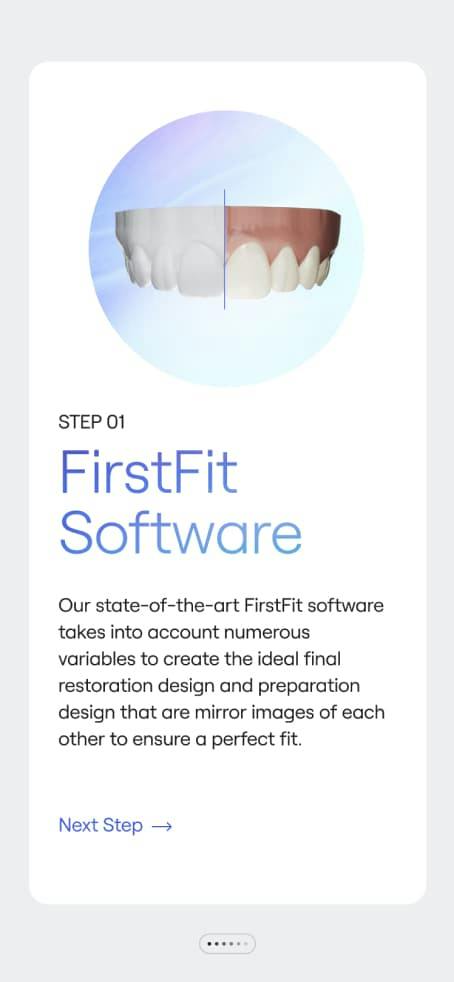 STEP 01
FirstFit
Software
Our state-of-the-art FirstFit software
takes into account numerous
variables to create the ideal final
restoration design and preparation
design that are mirror images of each
other to ensure a perfect fit.
Next Step →